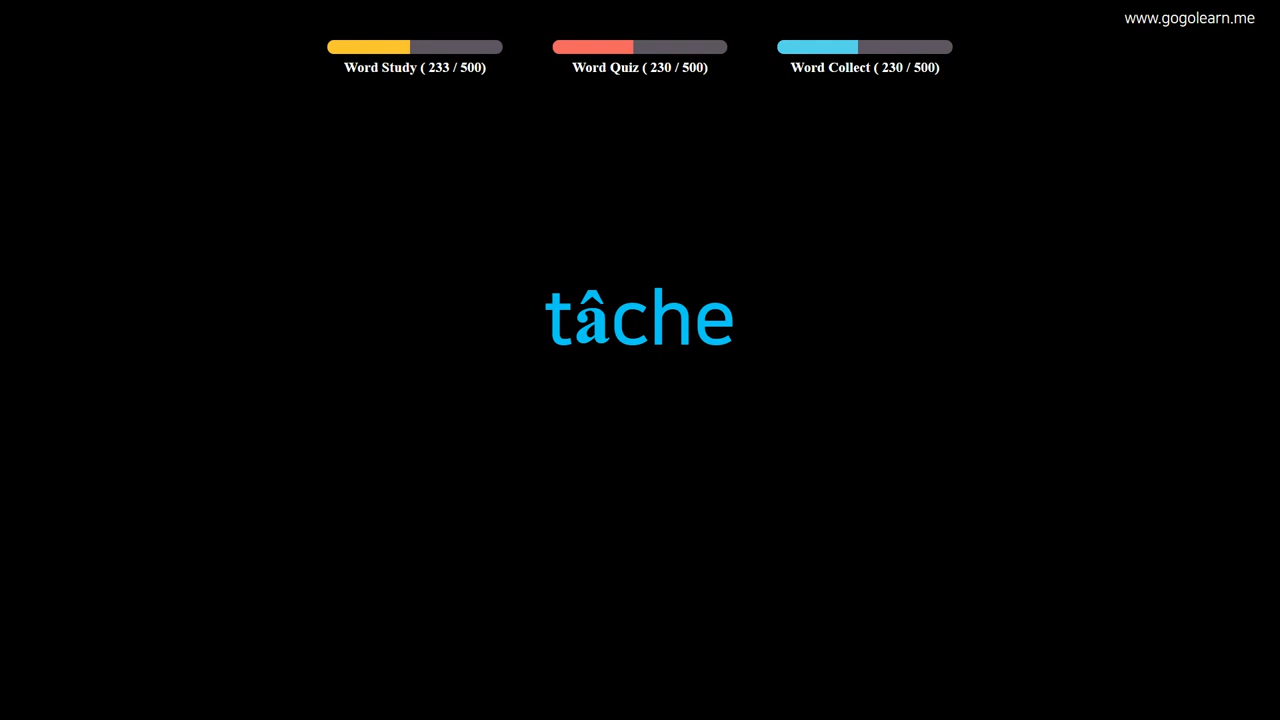 www.gogolearn.me
Word Study ( 233 / 500)
Word Quiz ( 230 / 500)
Word Collect ( 230 / 500)
tâche